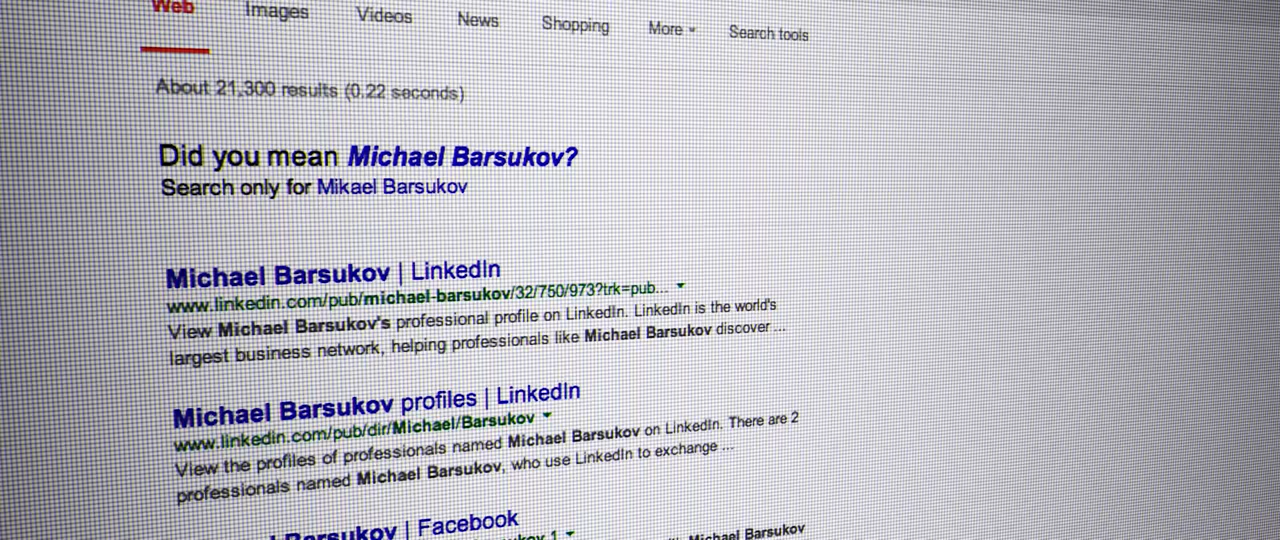 Web Images Videos News Shopping More Search tools
About 21,300 results (0.22 seconds)
Did you mean Michael Barsukov?
Search only for Mikael Barsukov
Michael Barsukov | LinkedIn
www.linkedin.com/pub/michael-barsukov/32/750/973?trk=pub...
View Michael Barsukov's professional profile on LinkedIn. LinkedIn is the world's
largest business network, helping professionals like Michael Barsukov discover ...
Michael Barsukov profiles | LinkedIn
www.linkedin.com/pub/dir/Michael/Barsukov
View the profiles of professionals named Michael Barsukov on LinkedIn. There are 2
professionals named Michael Barsukov, who use LinkedIn to exchange ...
Barsukov | Facebook
Michael Barsukov